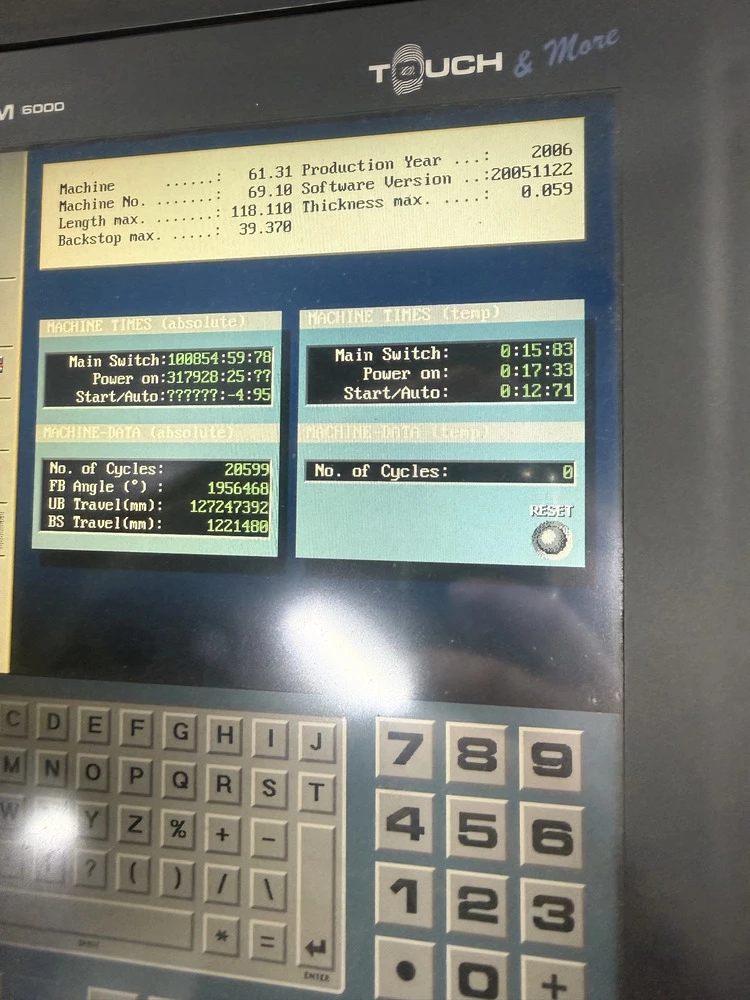 TOUCH & More
M 6000
Machine ......: 61.31 Production Year ...: 2006
Machine No. .......: 69.10 Software Version ..:20051122
Length max. .......: 118.110 Thickness max. ....: 0.059
Backstop max. .....: 39.370
MACHINE TIMES (absolute)
Main Switch:100854:59:78
Power on:317928:25:??
Start/Auto:??????:-4:95
MACHINE TIMES (temp)
Main Switch: 0:15:83
Power on: 0:17:33
Start/Auto: 0:12:71
MACHINE-DATA (absolute)
No. of Cycles: 20599
FB Angle (°) : 1956468
UB Travel(mm): 127247392
BS Travel(mm): 1221480
MACHINE-DATA (temp)
No. of Cycles: 0
RESET
C D E F G H I J
M N O P Q R S T
W Y Z % + -
? ( ) / \
* =
ENTER
7 8 9
4 5 6
1 2 3
• 0 +